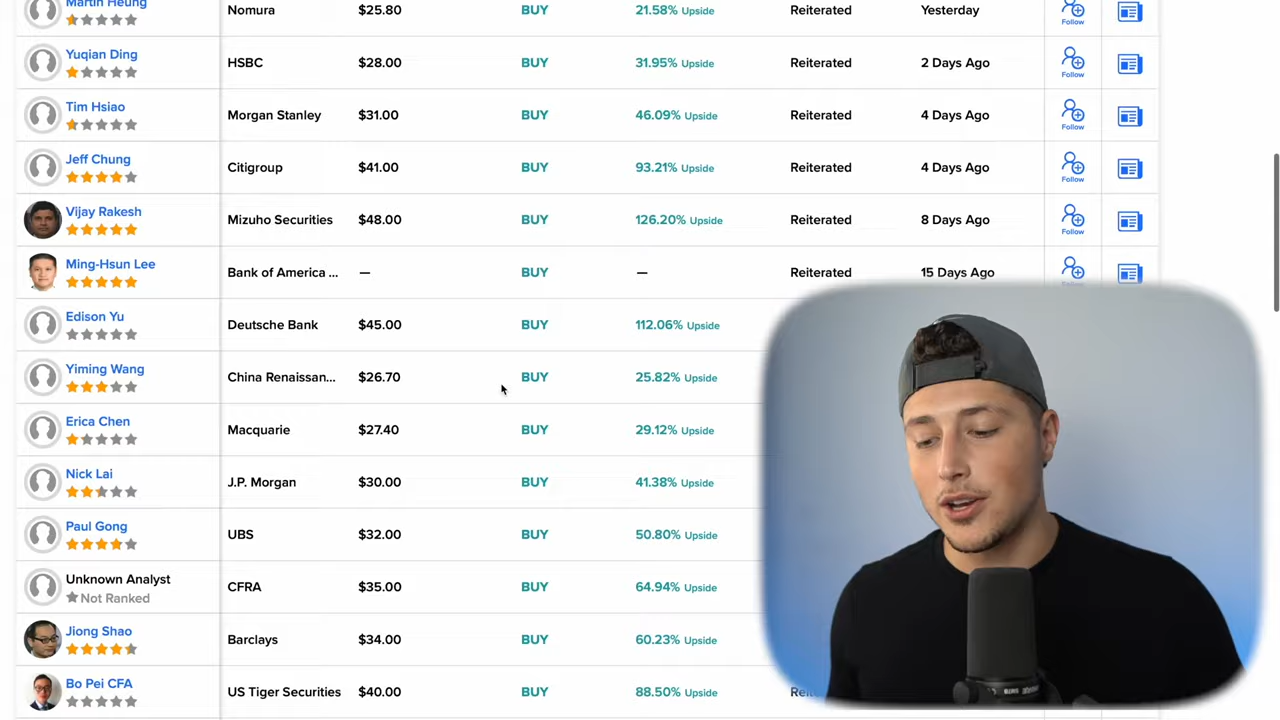 Martin Heung Nomura $25.80 BUY 21.58% Upside Reiterated Yesterday Follow
Yuqian Ding HSBC $28.00 BUY 31.95% Upside Reiterated 2 Days Ago Follow
Tim Hsiao Morgan Stanley $31.00 BUY 46.09% Upside Reiterated 4 Days Ago Follow
Jeff Chung Citigroup $41.00 BUY 93.21% Upside Reiterated 4 Days Ago Follow
Vijay Rakesh Mizuho Securities $48.00 BUY 126.20% Upside Reiterated 8 Days Ago Follow
Ming-Hsun Lee Bank of America ... — BUY — Reiterated 15 Days Ago
Edison Yu Deutsche Bank $45.00 BUY 112.06% Upside
Yiming Wang China Renaissan... $26.70 BUY 25.82% Upside
Erica Chen Macquarie $27.40 BUY 29.12% Upside
Nick Lai J.P. Morgan $30.00 BUY 41.38% Upside
Paul Gong UBS $32.00 BUY 50.80% Upside
Unknown Analyst CFRA $35.00 BUY 64.94% Upside
Not Ranked
Jiong Shao Barclays $34.00 BUY 60.23% Upside
Bo Pei CFA US Tiger Securities $40.00 BUY 88.50% Upside